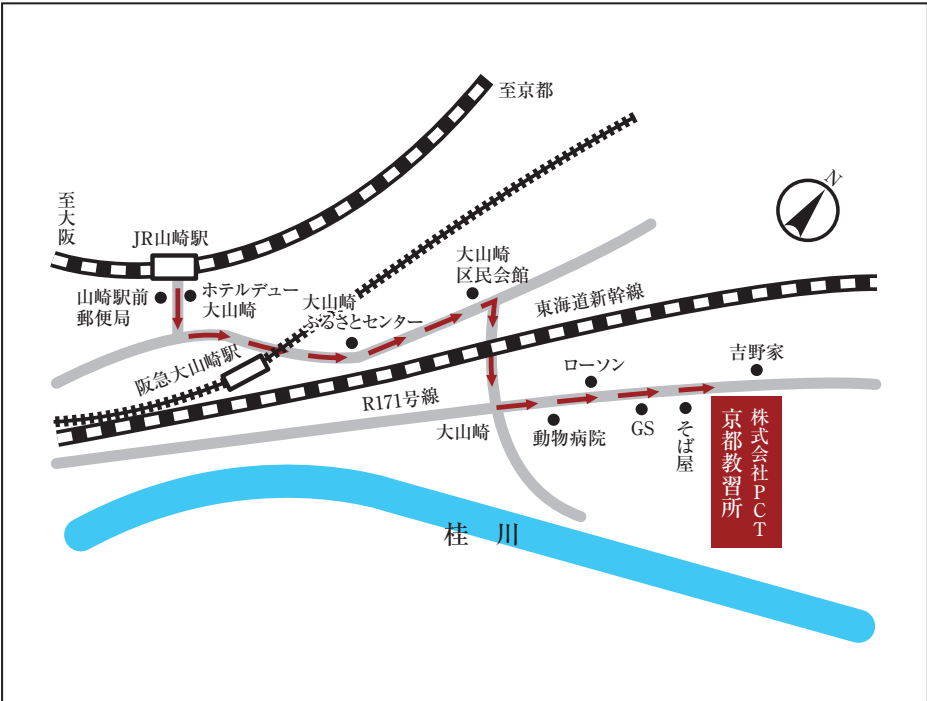 至京都
N
至大阪
JR山崎駅
山崎駅前
郵便局
ホテルデュー
大山崎
大山崎
ふるさとセンター
大山崎
区民会館
東海道新幹線
阪急大山崎駅
R171号線
大山崎
ローソン
動物病院
GS
そば屋
吉野家
株式会社PCT
京都教習所
桂川